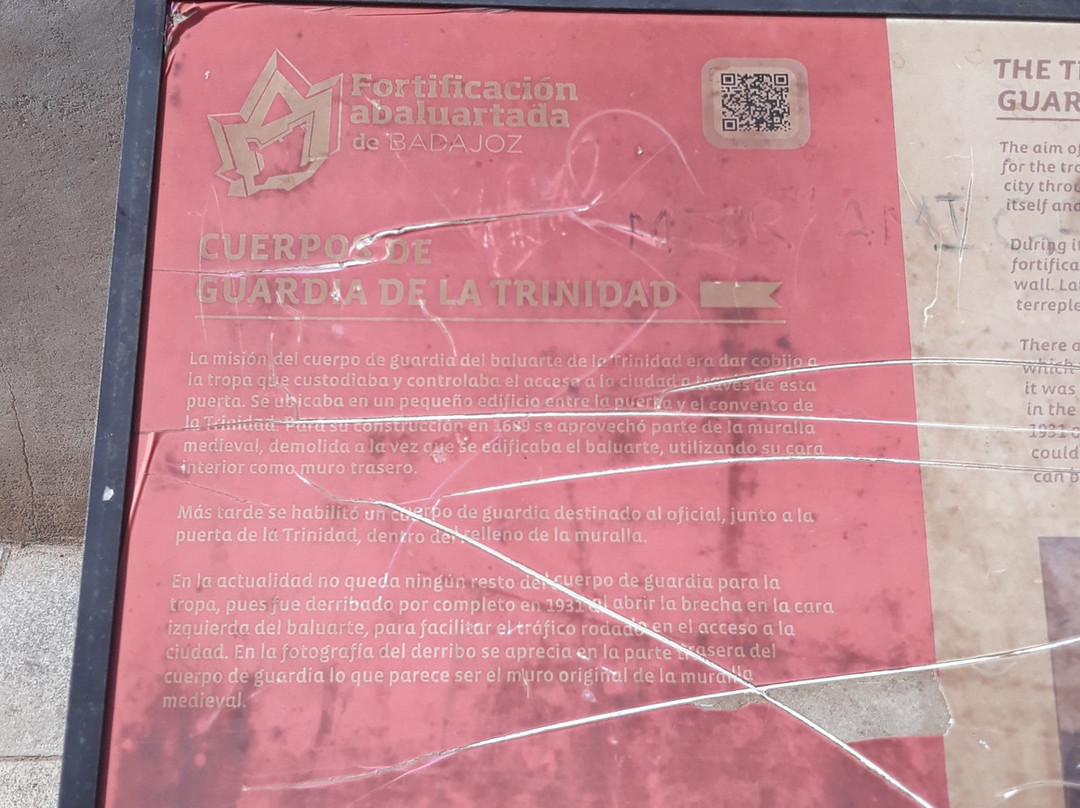 Fortificación
abaluartada
de BADAJOZ
CUERPOS DE
GUARDIA DE LA TRINIDAD
La misión del cuerpo de guardia del baluarte de la Trinidad era dar cobijo a
la tropa que custodiaba y controlaba el acceso a la ciudad a través de esta
puerta. Se ubicaba en un pequeño edificio entre la puerta y el convento de
la Trinidad. Para su construcción en 1689 se aprovechó parte de la muralla
medieval, demolida a la vez que se edificaba el baluarte, utilizando su cara
interior como muro trasero.
Más tarde se habilitó un cuerpo de guardia destinado al oficial, junto a la
puerta de la Trinidad, dentro del relleno de la muralla.
En la actualidad no queda ningún resto del cuerpo de guardia para la
tropa, pues fue derribado por completo en 1931 al abrir la brecha en la cara
izquierda del baluarte, para facilitar el tráfico rodado en el acceso a la
ciudad. En la fotografía del derribo se aprecia en la parte trasera del
cuerpo de guardia lo que parece ser el muro original de la muralla
medieval.
THE
GUAR
The aim of
for the
city
itself and
During
fortifica
wall. La
terreple
There a
which
it was
in the
1931
could
can b